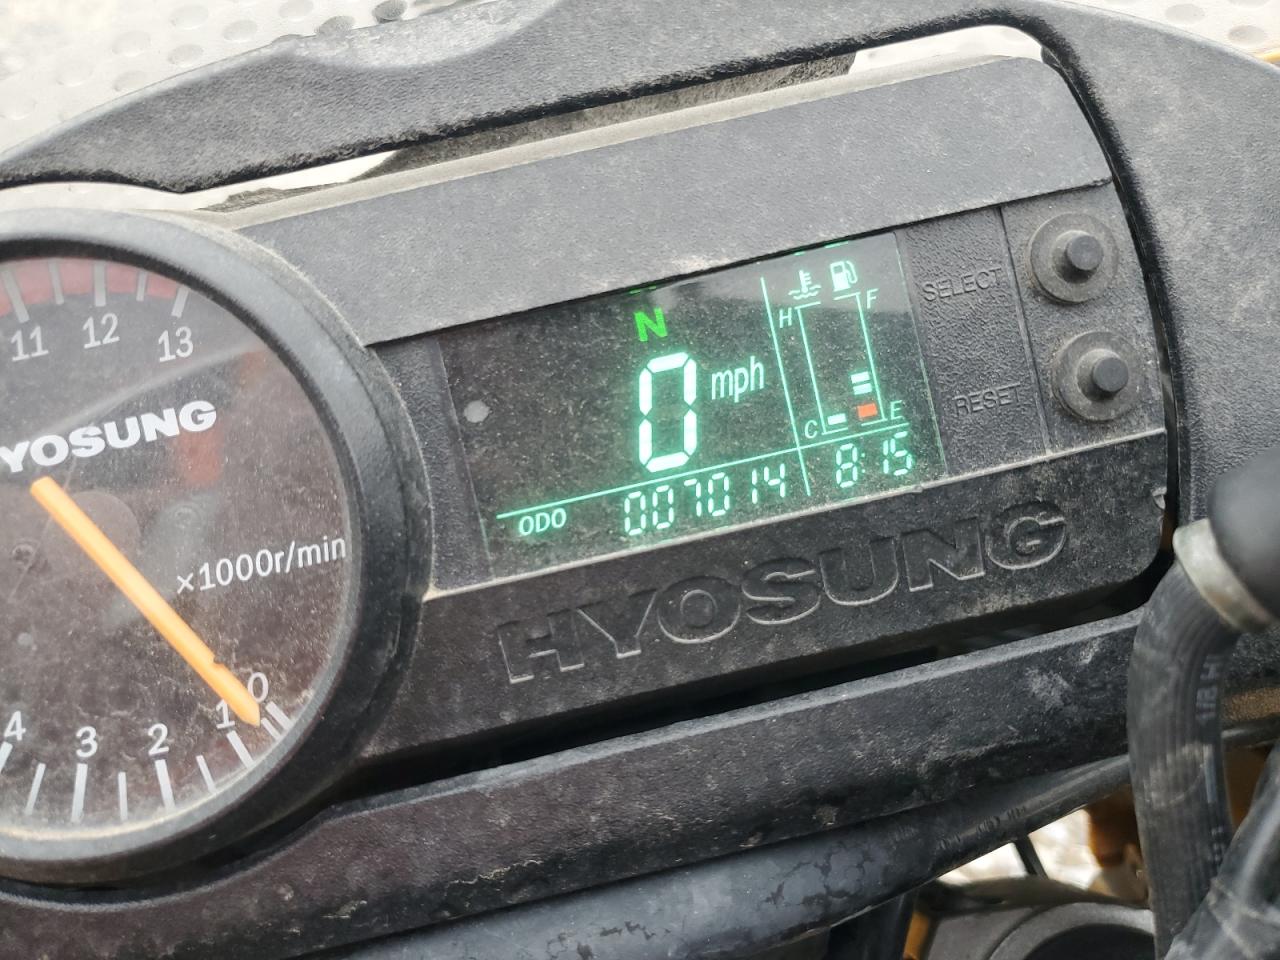 11 12 13
YOSUNG
×1000r/min
0
1
2
3
4
N
0 mph
H F
C E
ODO 007014 8:15
SELECT
RESET
HYOSUNG